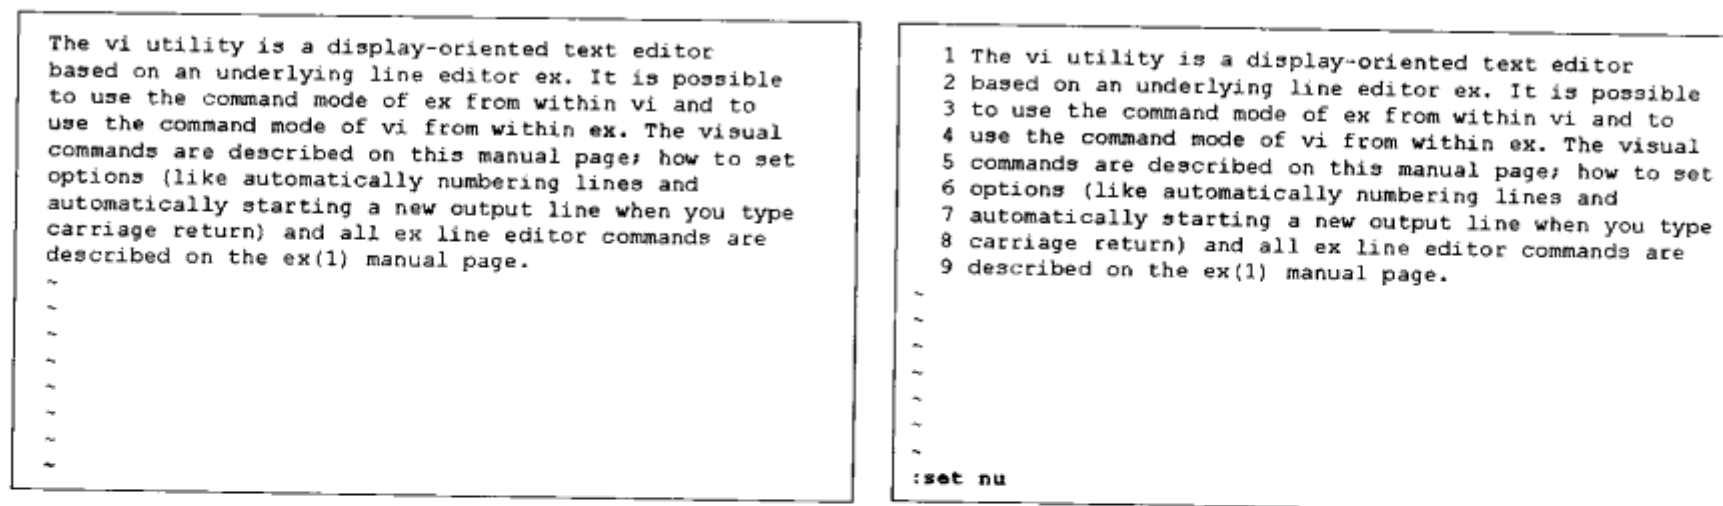 The vi utility is a display-oriented text editor
based on an underlying line editor ex. It is possible
to use the command mode of ex from within vi and to
use the command mode of vi from within ex. The visual
commands are described on this manual page; how to set
options (like automatically numbering lines and
automatically starting a new output line when you type
carriage return) and all ex line editor commands are
described on the ex(1) manual page.
~
~
~
~
~
~
~
~
1 The vi utility is a display-oriented text editor
2 based on an underlying line editor ex. It is possible
3 to use the command mode of ex from within vi and to
4 use the command mode of vi from within ex. The visual
5 commands are described on this manual page; how to set
6 options (like automatically numbering lines and
7 automatically starting a new output line when you type
8 carriage return) and all ex line editor commands are
9 described on the ex(1) manual page.
~
~
~
~
~
~
~
:set nu